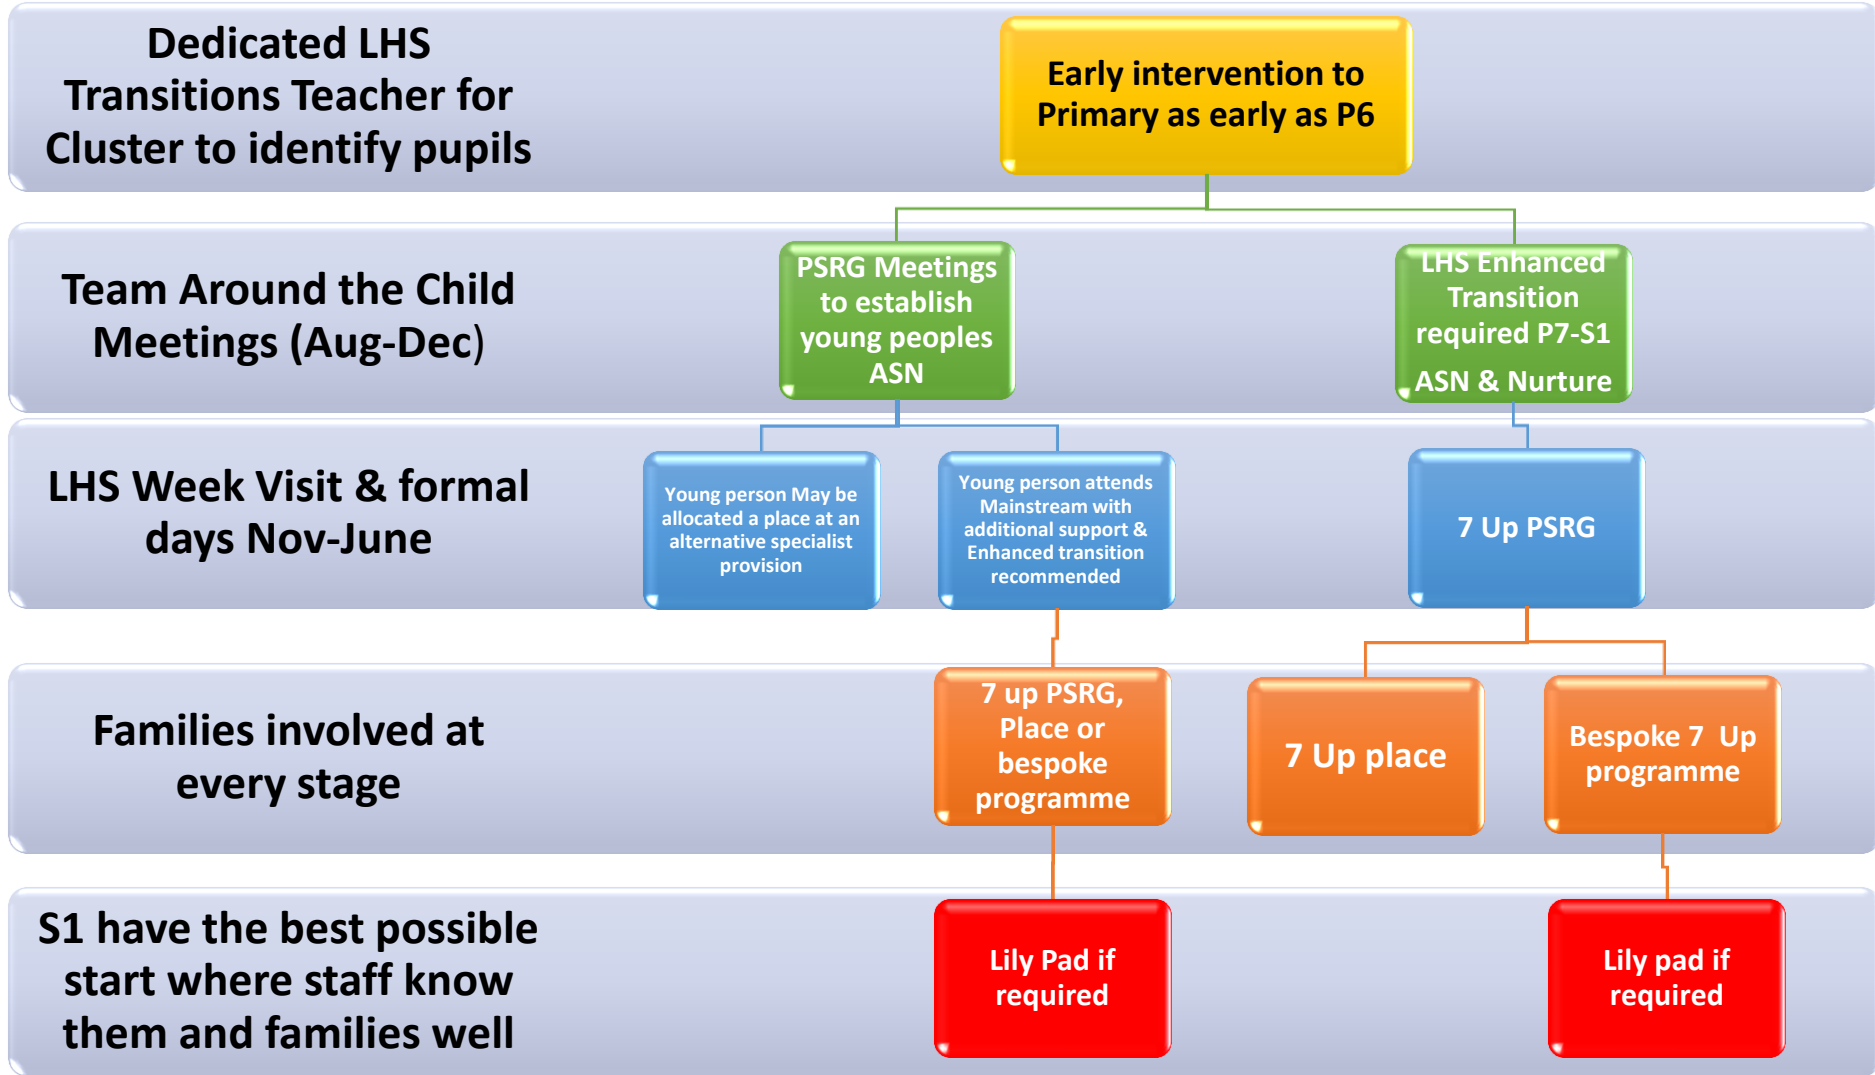 Dedicated LHS
Transitions Teacher for
Cluster to identify pupils
Early intervention to
Primary as early as P6
Team Around the Child
Meetings (Aug-Dec)
PSRG Meetings
to establish
young peoples
ASN
LHS Enhanced
Transition
required P7-S1
ASN & Nurture
LHS Week Visit & formal
days Nov-June
Young person May be
allocated a place at an
alternative specialist
provision
Young person attends
Mainstream with
additional support &
Enhanced transition
recommended
7 Up PSRG
Families involved at
every stage
7 up PSRG,
Place or
bespoke
programme
7 Up place
Bespoke 7 Up
programme
S1 have the best possible
start where staff know
them and families well
Lily Pad if
required
Lily pad if
required